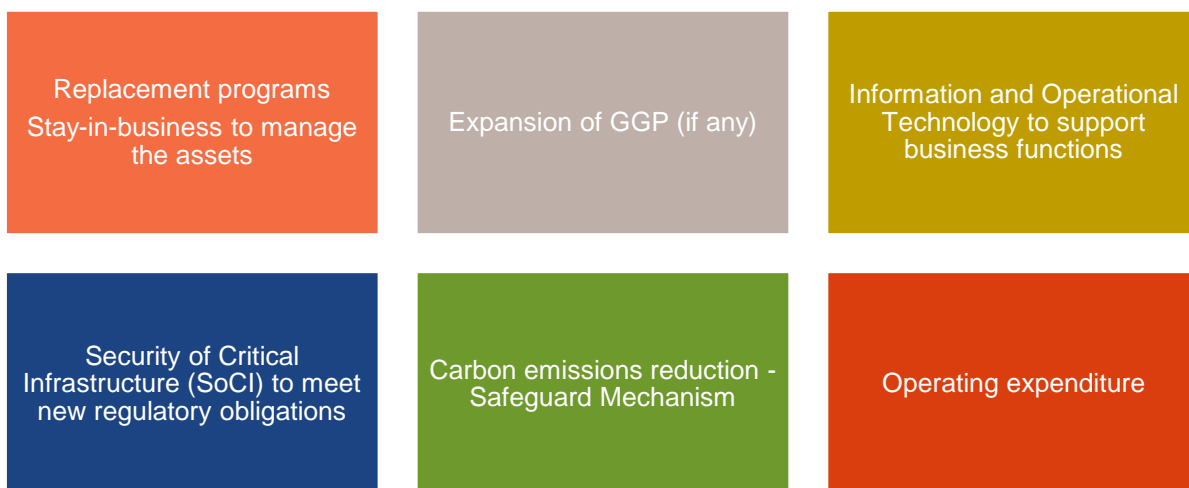 Replacement programs
Stay-in-business to manage
the assets
Expansion of GGP (if any)
Information and Operational
Technology to support
business functions
Security of Critical
Infrastructure (SoCI) to meet
new regulatory obligations
Carbon emissions reduction -
Safeguard Mechanism
Operating expenditure